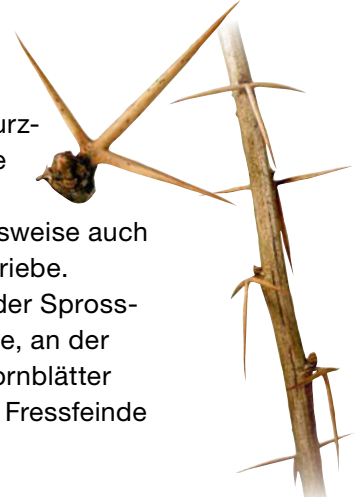 urz-
e
sweise auch
riebe.
der Spross-
e, an der
ornblätter
Fressfeinde